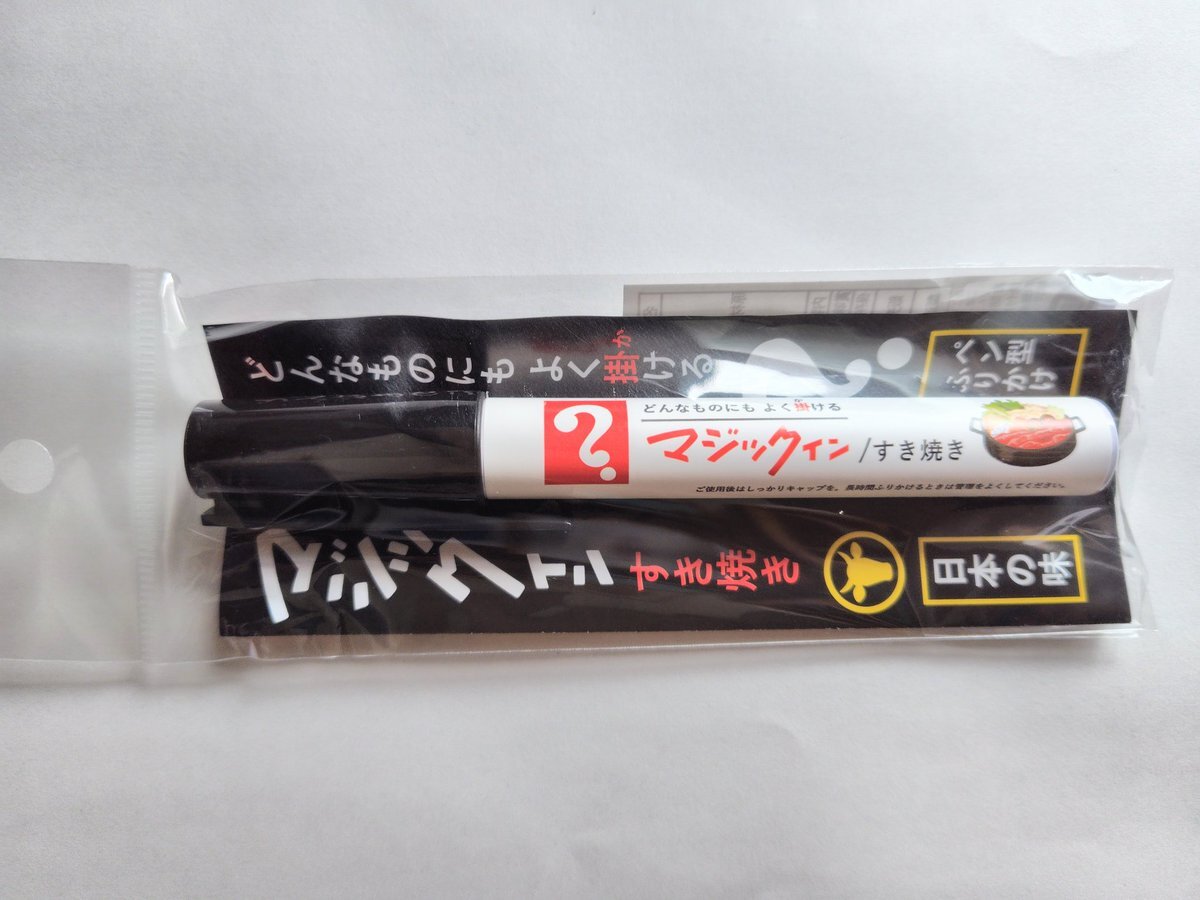 どんなものにも よく掛ける
か
ペン型
ふりかけ
?
どんなものにも よく掛ける
か
マジックイン/すき焼き
ご使用後はしっかりキャップを。長時間ふりかけるときは管理をよくしてください。
マジックイン
すき焼き
日本の味